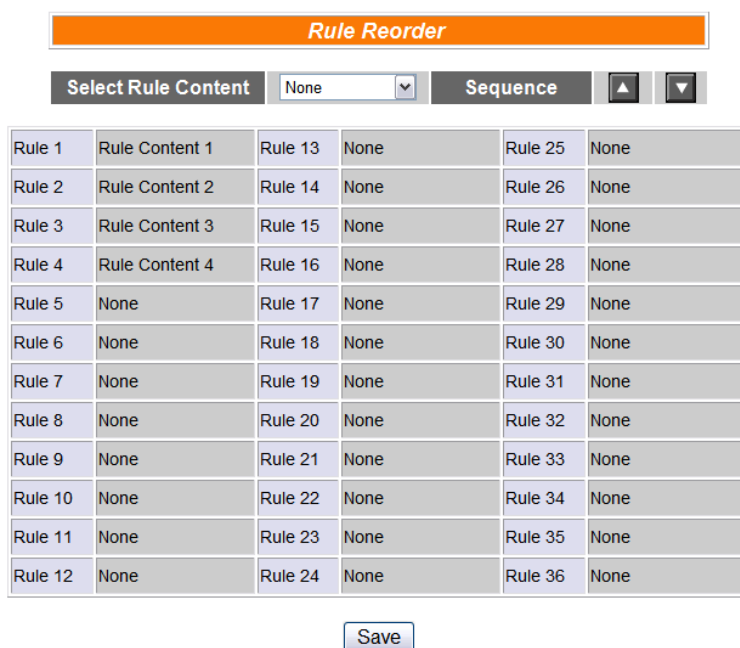 Rule Reorder
Select Rule Content None Sequence
Rule 1 Rule Content 1 Rule 13 None Rule 25 None
Rule 2 Rule Content 2 Rule 14 None Rule 26 None
Rule 3 Rule Content 3 Rule 15 None Rule 27 None
Rule 4 Rule Content 4 Rule 16 None Rule 28 None
Rule 5 None Rule 17 None Rule 29 None
Rule 6 None Rule 18 None Rule 30 None
Rule 7 None Rule 19 None Rule 31 None
Rule 8 None Rule 20 None Rule 32 None
Rule 9 None Rule 21 None Rule 33 None
Rule 10 None Rule 22 None Rule 34 None
Rule 11 None Rule 23 None Rule 35 None
Rule 12 None Rule 24 None Rule 36 None
Save